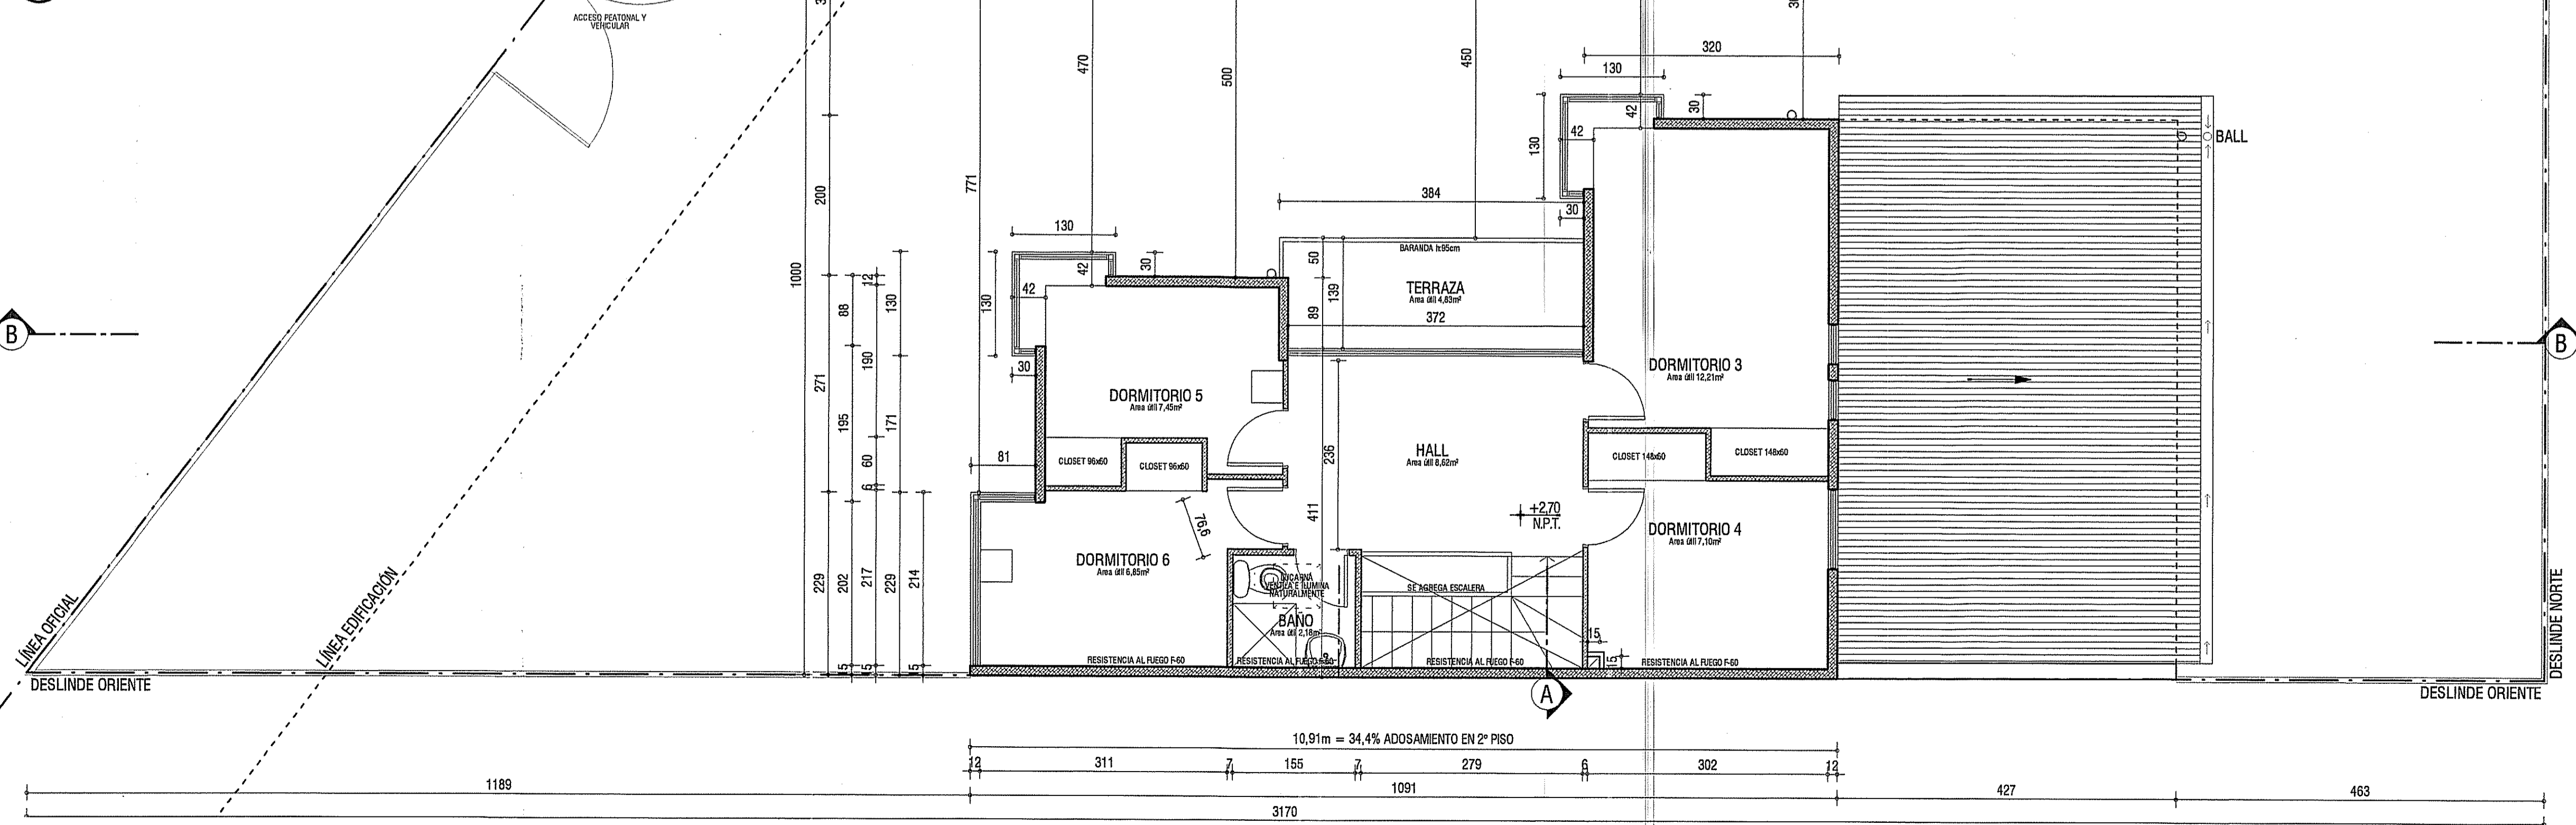 ACCESO PEATONAL Y
VEHICULAR
470
500
450
320
130
30
42
42
130
BALL
200
771
384
30
130
BARANDA h:95cm
50
30
42
12
1000
88
130
130
42
TERRAZA
Area útil 4,83m²
139
89
372
B
B
190
30
271
195
171
DORMITORIO 5
Area útil 7,45m²
DORMITORIO 3
Area útil 12,21m²
60
81
CLOSET 96x60
CLOSET 96x60
236
HALL
Area útil 8,62m²
CLOSET 148x60
CLOSET 148x60
6
76,6
411
+2,70
N.P.T.
DORMITORIO 4
Area útil 7,10m²
DORMITORIO 6
Area útil 6,85m²
229
202
217
229
214
LUCARNA
VENTILA E ILUMINA
NATURALMENTE
SE AGREGA ESCALERA
BAÑO
Area útil 2,18m²
15
15
LÍNEA OFICIAL
LÍNEA EDIFICACIÓN
DESLINDE NORTE
15
15
15
RESISTENCIA AL FUEGO F-60
RESISTENCIA AL FUEGO F-60
RESISTENCIA AL FUEGO F-60
RESISTENCIA AL FUEGO F-60
DESLINDE ORIENTE
A
DESLINDE ORIENTE
10,91m = 34,4% ADOSAMIENTO EN 2º PISO
12
311
7
155
7
279
6
302
12
1189
1091
427
463
3170